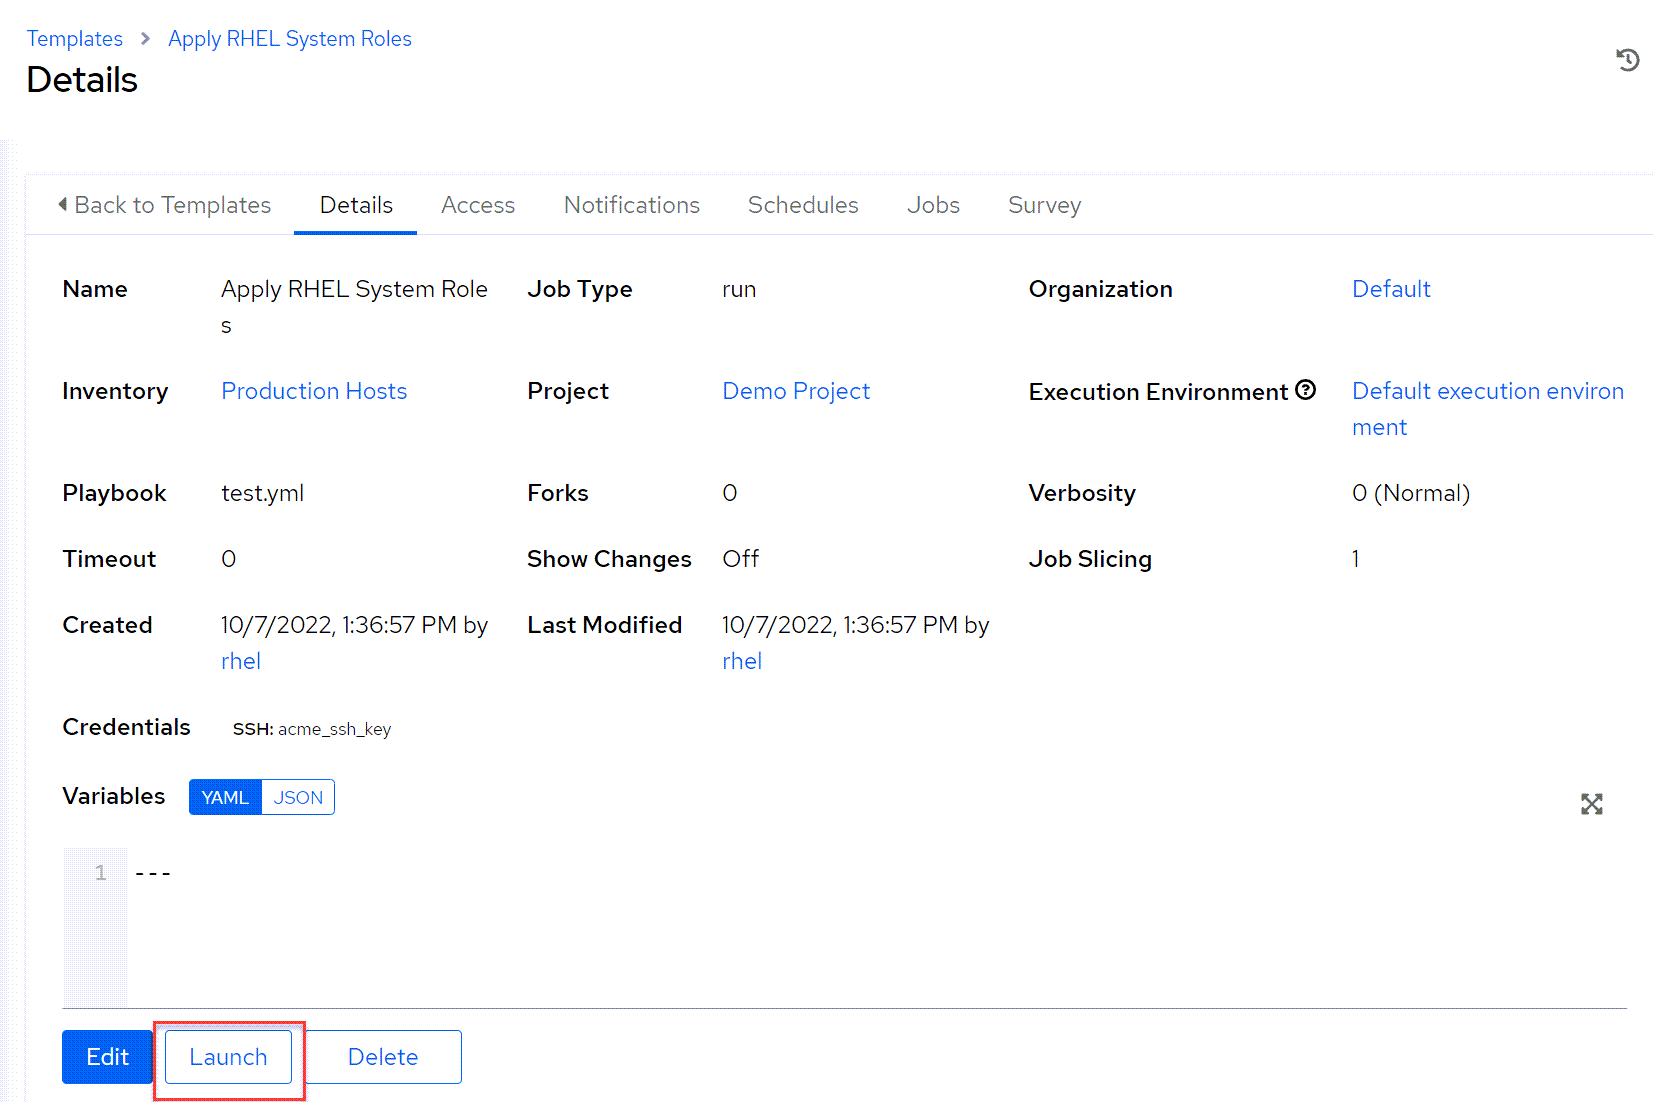 Templates > Apply RHEL System Roles
Details
Back to Templates Details Access Notifications Schedules Jobs Survey
Name Apply RHEL System Role Job Type run Organization Default
s
Inventory Production Hosts Project Demo Project Execution Environment Default execution environ
ment
Playbook test.yml Forks 0 Verbosity 0 (Normal)
Timeout 0 Show Changes Off Job Slicing 1
Created 10/7/2022, 1:36:57 PM by Last Modified 10/7/2022, 1:36:57 PM by
rhel rhel
Credentials SSH: acme_ssh_key
Variables YAML JSON
1 ---
Edit Launch Delete